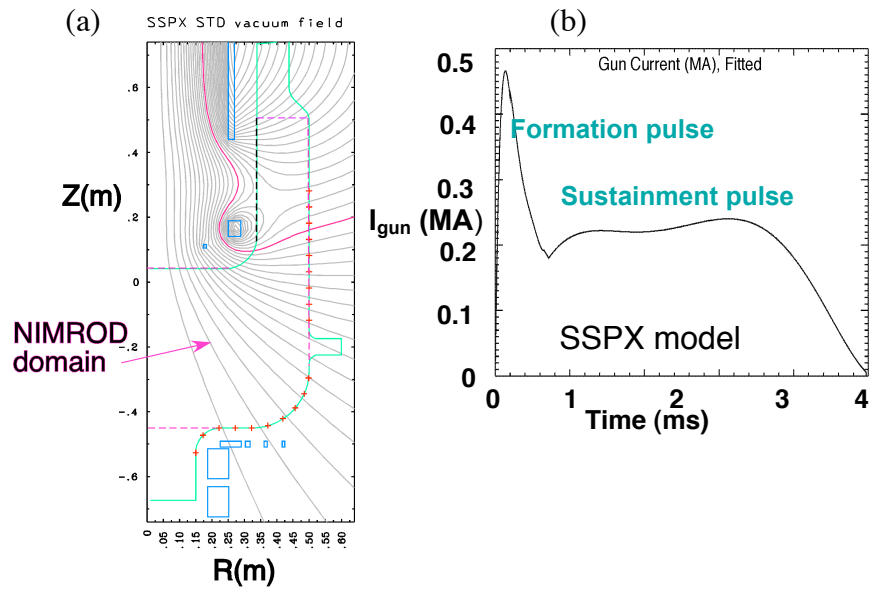 (a)
SSPX STD vacuum field
Z(m)
.6
.4
.2
0
-.2
-.4
-.6
NIMROD
domain
0 .05 .10 .15 .20 .25 .30 .35 .40 .45 .50 .55 .60
R(m)
(b)
Gun Current (MA), Fitted
Formation pulse
Sustainment pulse
I gun (MA)
0.5
0.4
0.3
0.2
0.1
0
SSPX model
0 1 2 3 4
Time (ms)